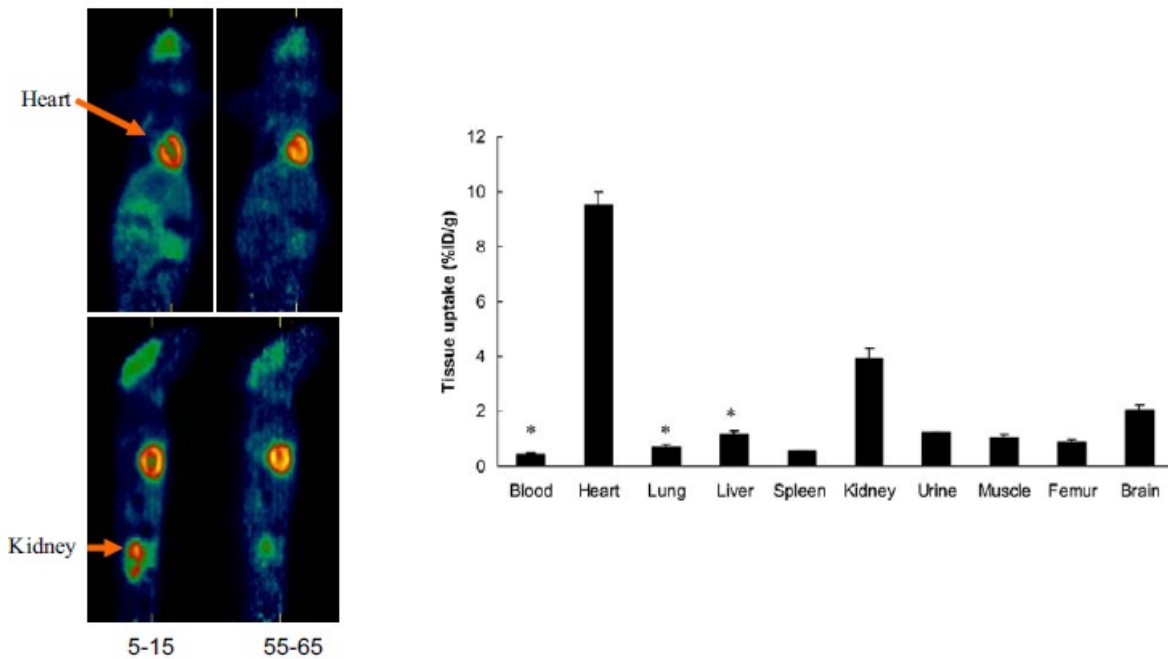 Heart
Kidney
5-15
55-65
Tissue uptake (%ID/g)
12
10
8
6
4
2
0
*
*
*
Blood
Heart
Lung
Liver
Spleen
Kidney
Urine
Muscle
Femur
Brain